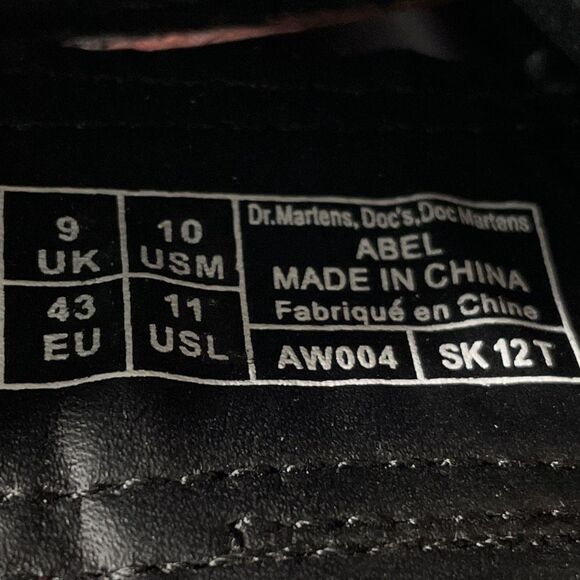 9
UK
10
USM
43
EU
11
USL
Dr.Martens, Doc's, Doc Martens
ABEL
MADE IN CHINA
Fabriqué en Chine
AW004
SK 12 T